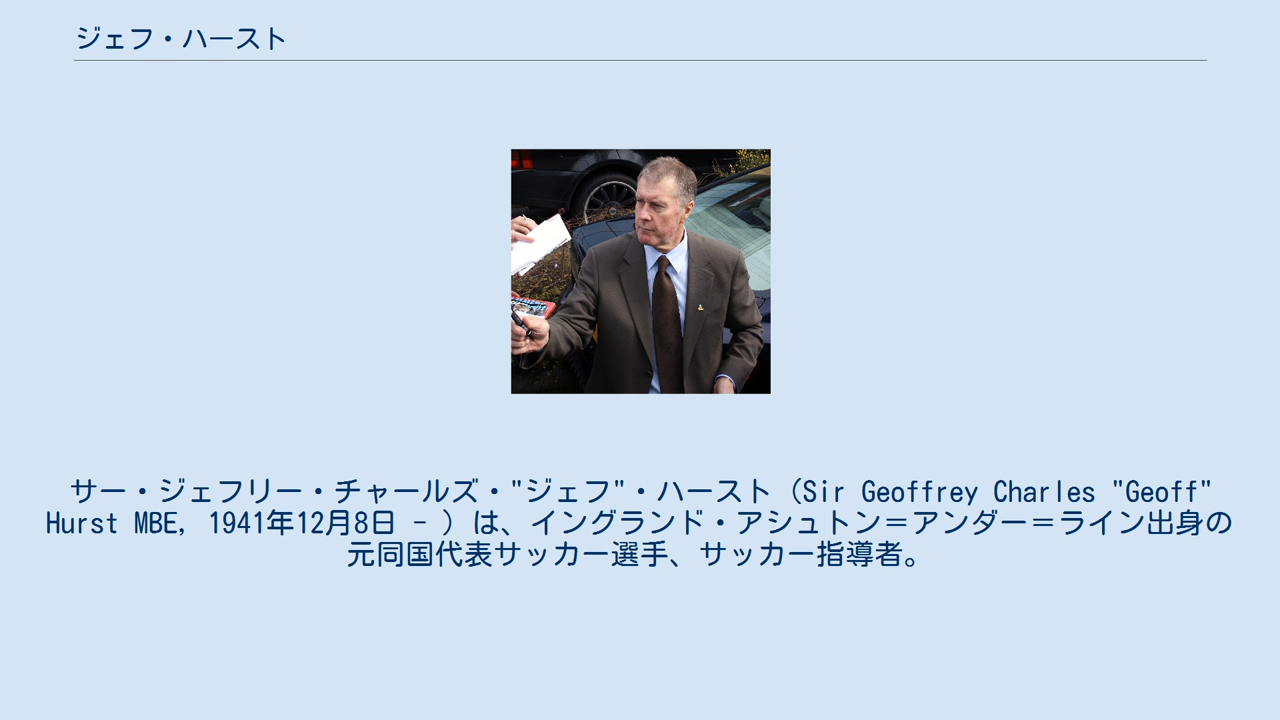 ジェフ・ハースト
サー・ジェフリー・チャールズ・"ジェフ"・ハースト（Sir Geoffrey Charles "Geoff"
Hurst MBE, 1941年12月8日 - ）は、イングランド・アシュトン＝アンダー＝ライン出身の
元同国代表サッカー選手、サッカー指導者。